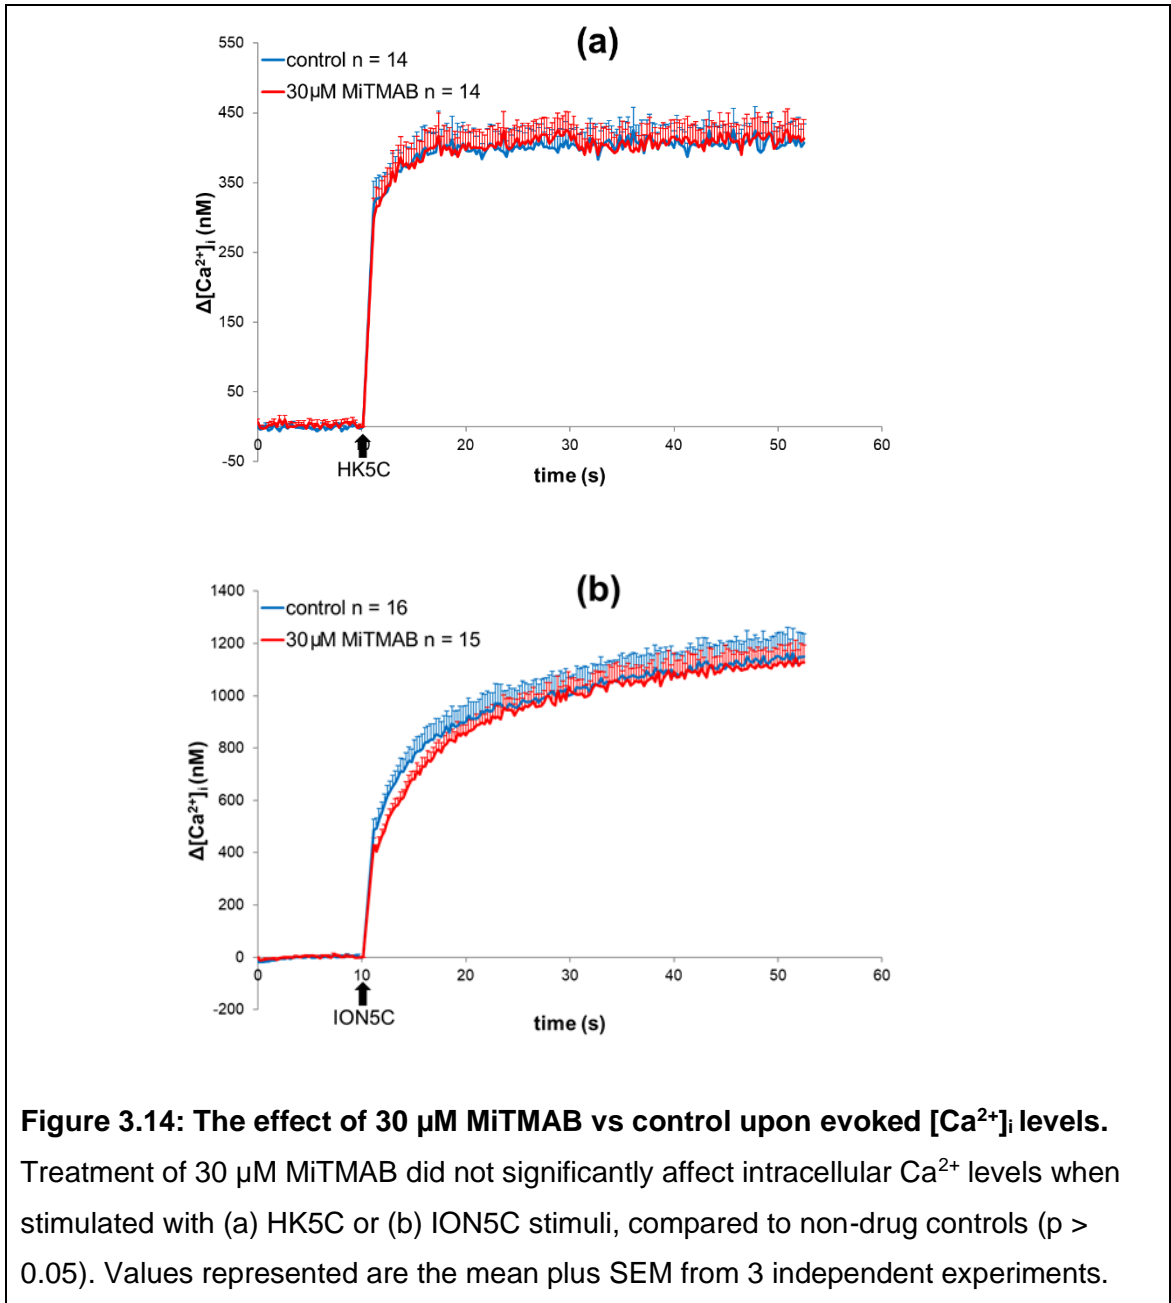 (a)
550
control n = 14
30µM MiTMAB n = 14
450
350
250
150
50
-50
Δ[Ca²⁺]ᵢ (nM)
0
10
20
30
40
50
60
HK5C
time (s)
(b)
1400
control n = 16
30µM MiTMAB n = 15
1200
1000
800
600
400
200
0
-200
Δ[Ca²⁺]ᵢ (nM)
0
10
20
30
40
50
60
ION5C
time (s)
Figure 3.14: The effect of 30 µM MiTMAB vs control upon evoked [Ca²⁺]ᵢ levels.
Treatment of 30 µM MiTMAB did not significantly affect intracellular Ca²⁺ levels when
stimulated with (a) HK5C or (b) ION5C stimuli, compared to non-drug controls (p >
0.05). Values represented are the mean plus SEM from 3 independent experiments.